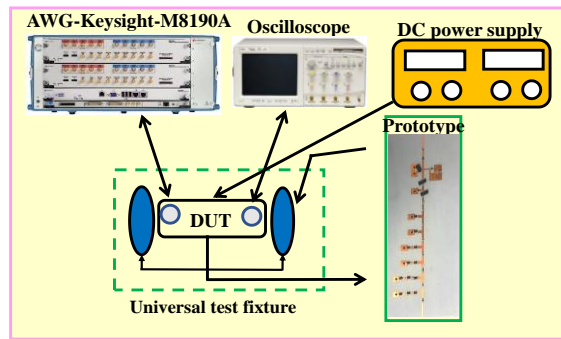 AWG-Keysight-M8190A
Oscilloscope
DC power supply
Prototype
DUT
Universal test fixture